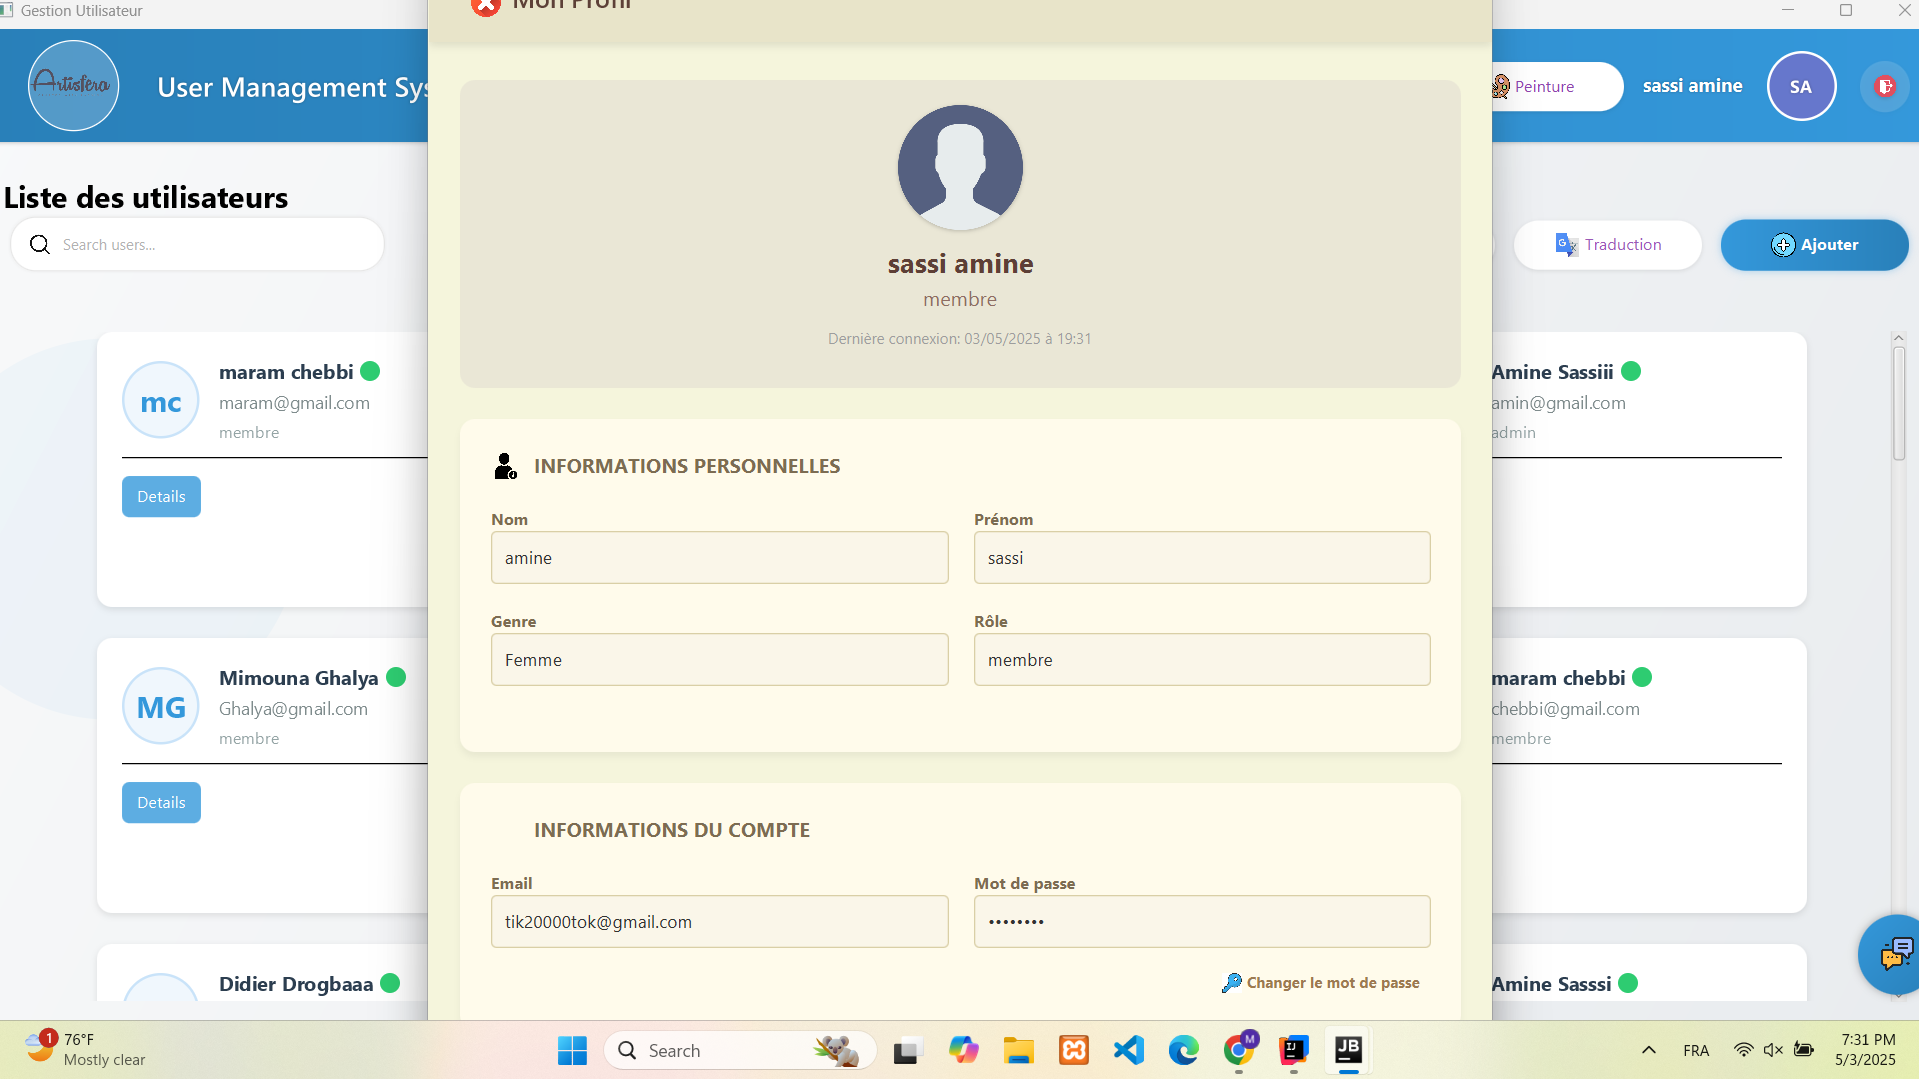 Gestion Utilisateur
Mon Profil
Artisfera
User Management Sys
Peinture
sassi amine
SA
Liste des utilisateurs
Search users...
Traduction
Ajouter
sassi amine
membre
Dernière connexion: 03/05/2025 à 19:31
mc
maram chebbi
maram@gmail.com
membre
Details
Amine Sassiii
amin@gmail.com
admin
INFORMATIONS PERSONNELLES
Nom
Prénom
amine
sassi
Genre
Rôle
Femme
membre
MG
Mimouna Ghalya
Ghalya@gmail.com
membre
Details
maram chebbi
chebbi@gmail.com
membre
INFORMATIONS DU COMPTE
Email
Mot de passe
tik20000tok@gmail.com
••••••••
Changer le mot de passe
Didier Drogbaaa
Amine Sasssi
1
76°F
Mostly clear
Search
M
IJ
JB
FRA
7:31 PM
5/3/2025